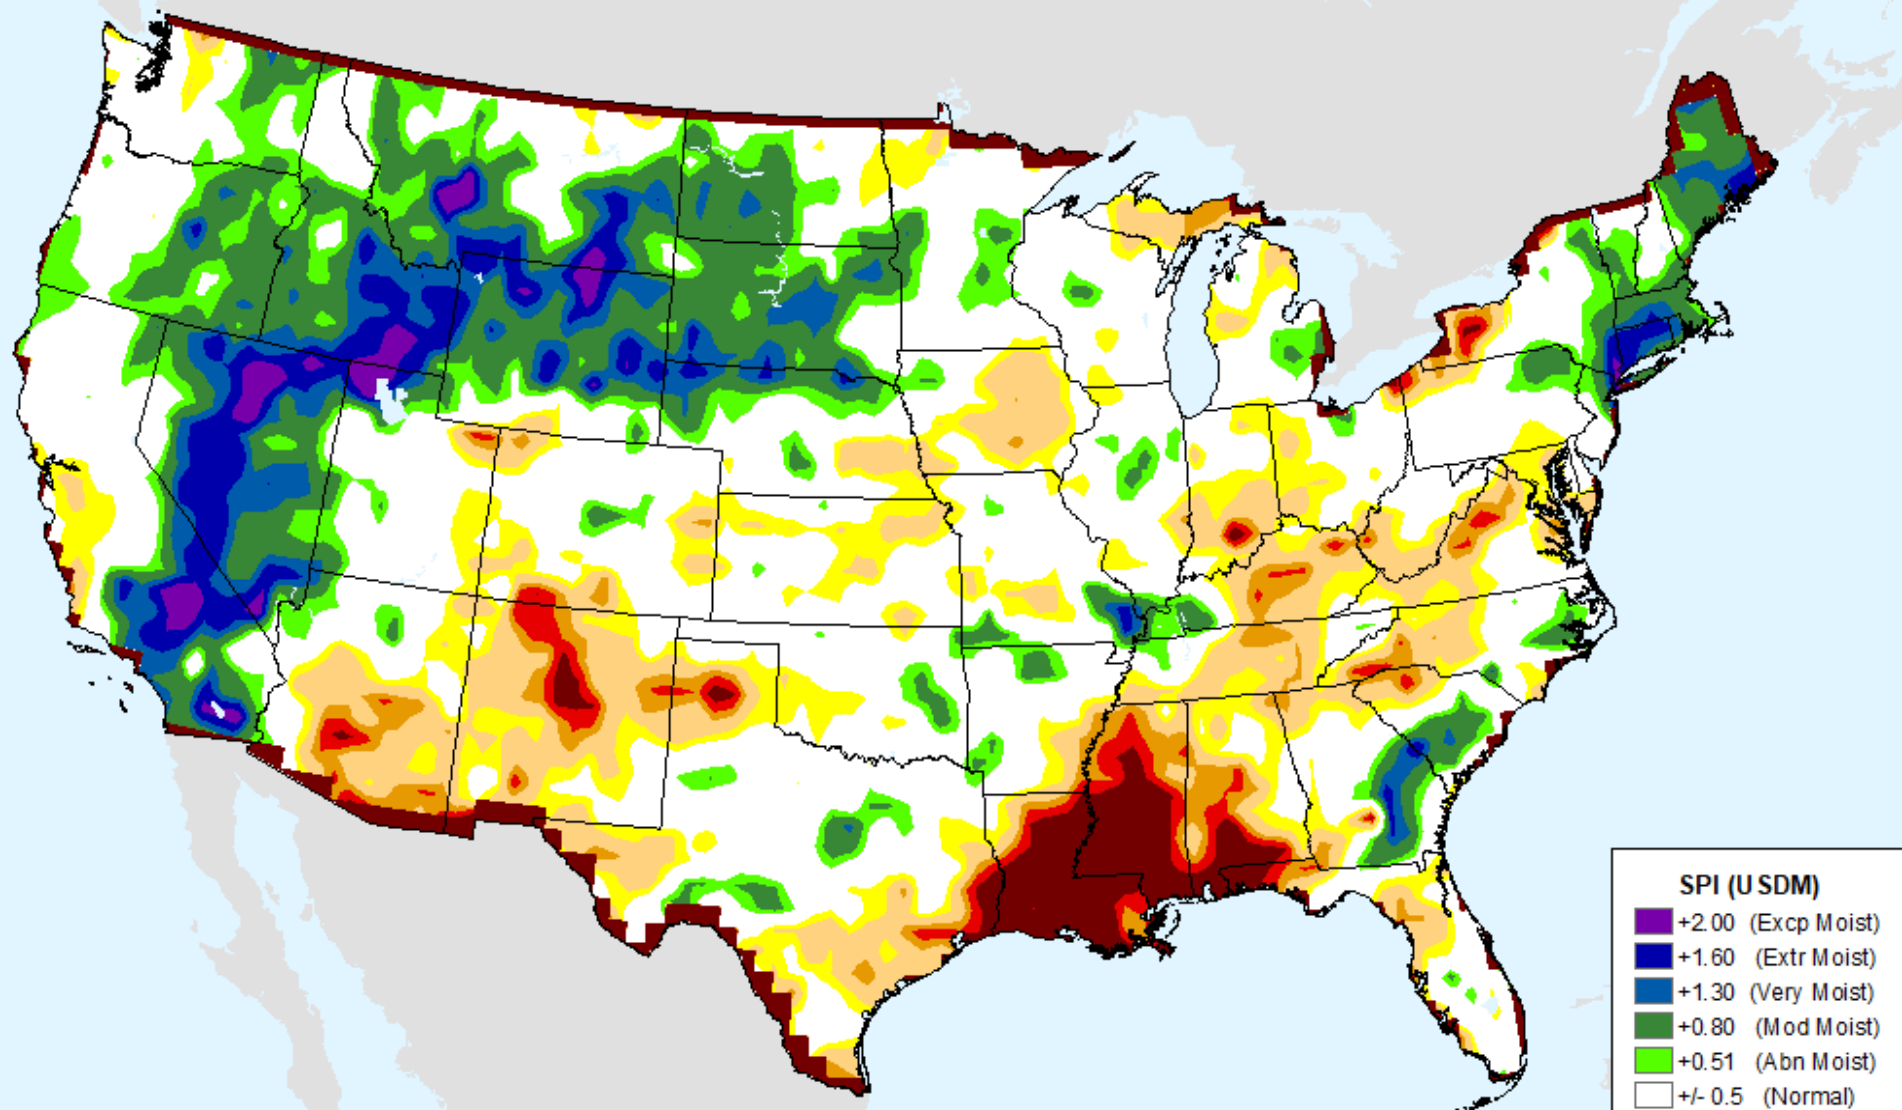 SPI (USDM)
+2.00 (Excp Moist)
+1.60 (Extr Moist)
+1.30 (Very Moist)
+0.80 (Mod Moist)
+0.51 (Abn Moist)
+/- 0.5 (Normal)